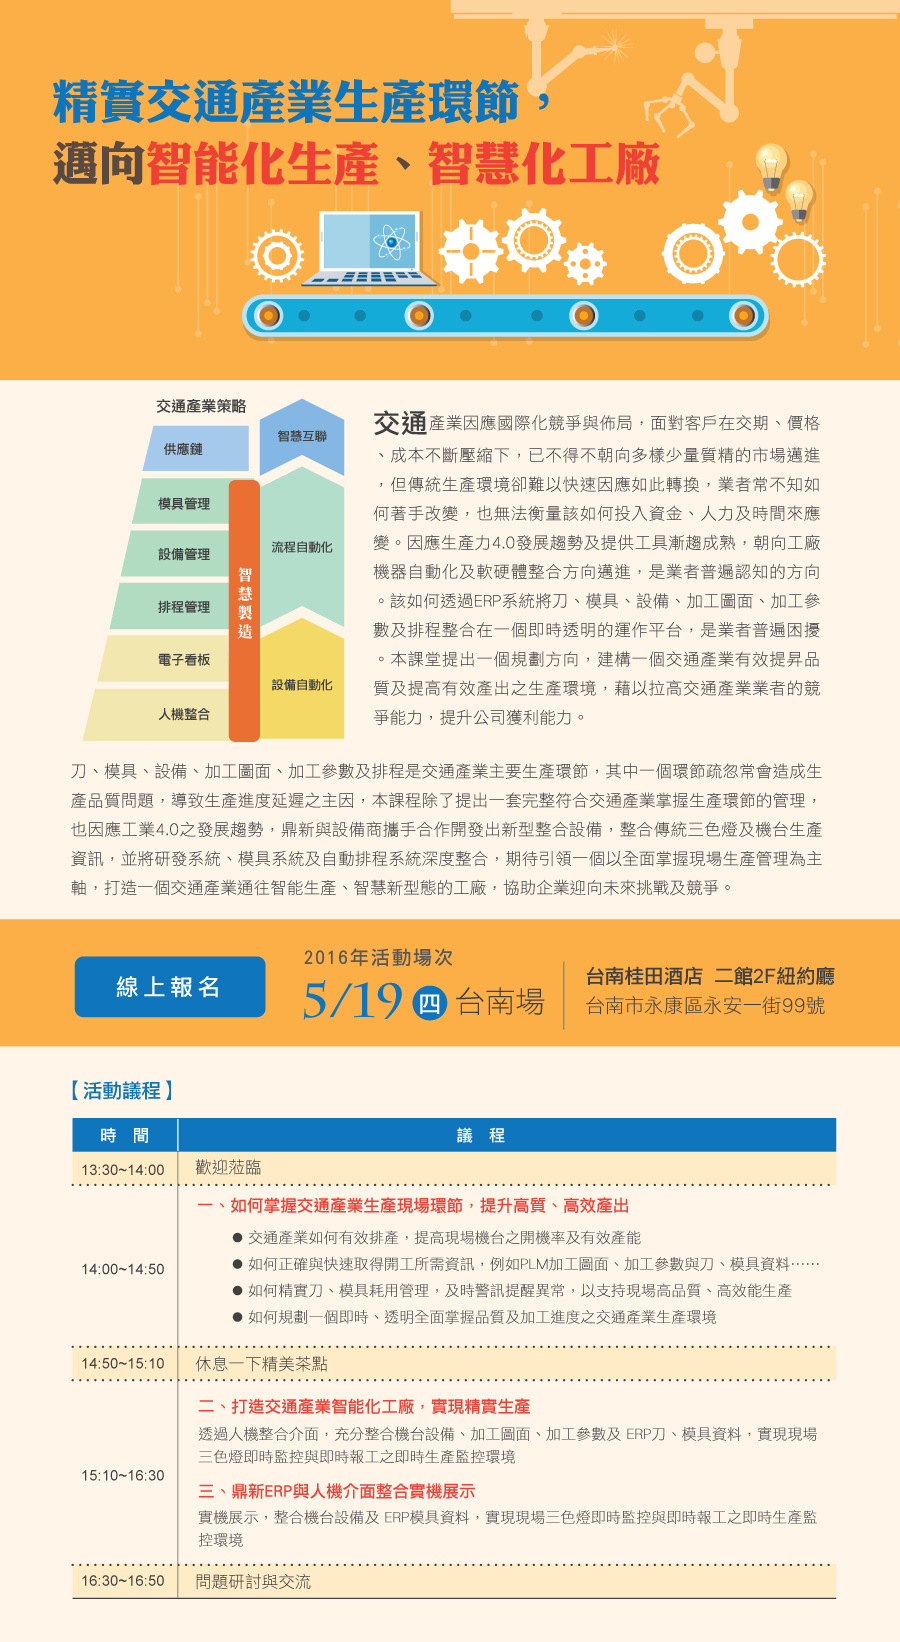 精實交通產業生產環節，
邁向智能化生產、智慧化工廠
交通產業策略
供應鏈
模具管理
設備管理
排程管理
電子看板
人機整合
智慧製造
智慧互聯
流程自動化
設備自動化
交通產業因應國際化競爭與佈局，面對客戶在交期、價格
、成本不斷壓縮下，已不得不朝向多樣少量質精的市場邁進
，但傳統生產環境卻難以快速因應如此轉換，業者常不知如
何著手改變，也無法衡量該如何投入資金、人力及時間來應
變。因應生產力4.0發展趨勢及提供工具漸趨成熟，朝向工廠
機器自動化及軟硬體整合方向邁進，是業者普遍認知的方向
。該如何透過ERP系統將刀、模具、設備、加工圖面、加工參
數及排程整合在一個即時透明的運作平台，是業者普遍困擾
。本課堂提出一個規劃方向，建構一個交通產業有效提昇品
質及提高有效產出之生產環境，藉以拉高交通產業業者的競
爭能力，提升公司獲利能力。
刀、模具、設備、加工圖面、加工參數及排程是交通產業主要生產環節，其中一個環節疏忽常會造成生
產品質問題，導致生產進度延遲之主因，本課程除了提出一套完整符合交通產業掌握生產環節的管理，
也因應工業4.0之發展趨勢，鼎新與設備商攜手合作開發出新型整合設備，整合傳統三色燈及機台生產
資訊，並將研發系統、模具系統及自動排程系統深度整合，期待引領一個以全面掌握現場生產管理為主
軸，打造一個交通產業通往智能生產、智慧新型態的工廠，協助企業迎向未來挑戰及競爭。
線上報名
2016年活動場次
5/19 四 台南場
台南桂田酒店 二館2F紐約廳
台南市永康區永安一街99號
【活動議程】
時 間 議 程
13:30~14:00 歡迎蒞臨
一、如何掌握交通產業生產現場環節，提升高質、高效產出
14:00~14:50
● 交通產業如何有效排產，提高現場機台之開機率及有效產能
● 如何正確與快速取得開工所需資訊，例如PLM加工圖面、加工參數與刀、模具資料……
● 如何精實刀、模具耗用管理，及時警訊提醒異常，以支持現場高品質、高效能生產
● 如何規劃一個即時、透明全面掌握品質及加工進度之交通產業生產環境
14:50~15:10 休息一下精美茶點
15:10~16:30
二、打造交通產業智能化工廠，實現精實生產
透過人機整合介面，充分整合機台設備、加工圖面、加工參數及 ERP刀、模具資料，實現現場
三色燈即時監控與即時報工之即時生產監控環境
三、鼎新ERP與人機介面整合實機展示
實機展示，整合機台設備及 ERP模具資料，實現現場三色燈即時監控與即時報工之即時生產監
控環境
16:30~16:50 問題研討與交流